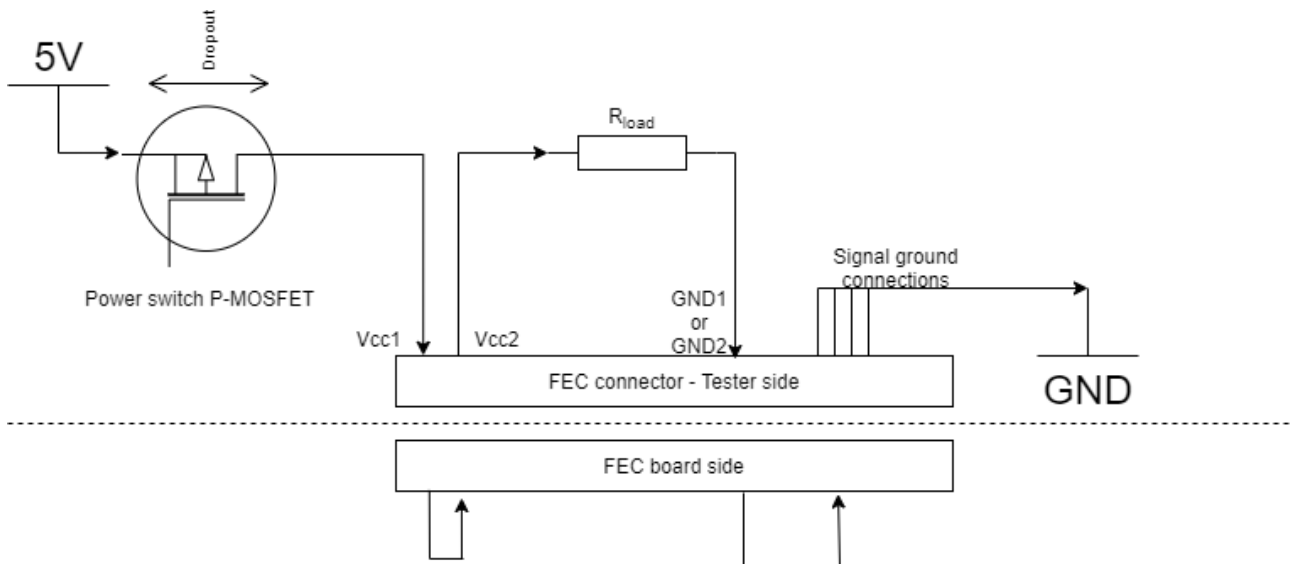 Dropout
5V
R_load
Power switch P-MOSFET
Signal ground
connections
GND1
or
GND2
Vcc1
Vcc2
FEC connector - Tester side
GND
FEC board side